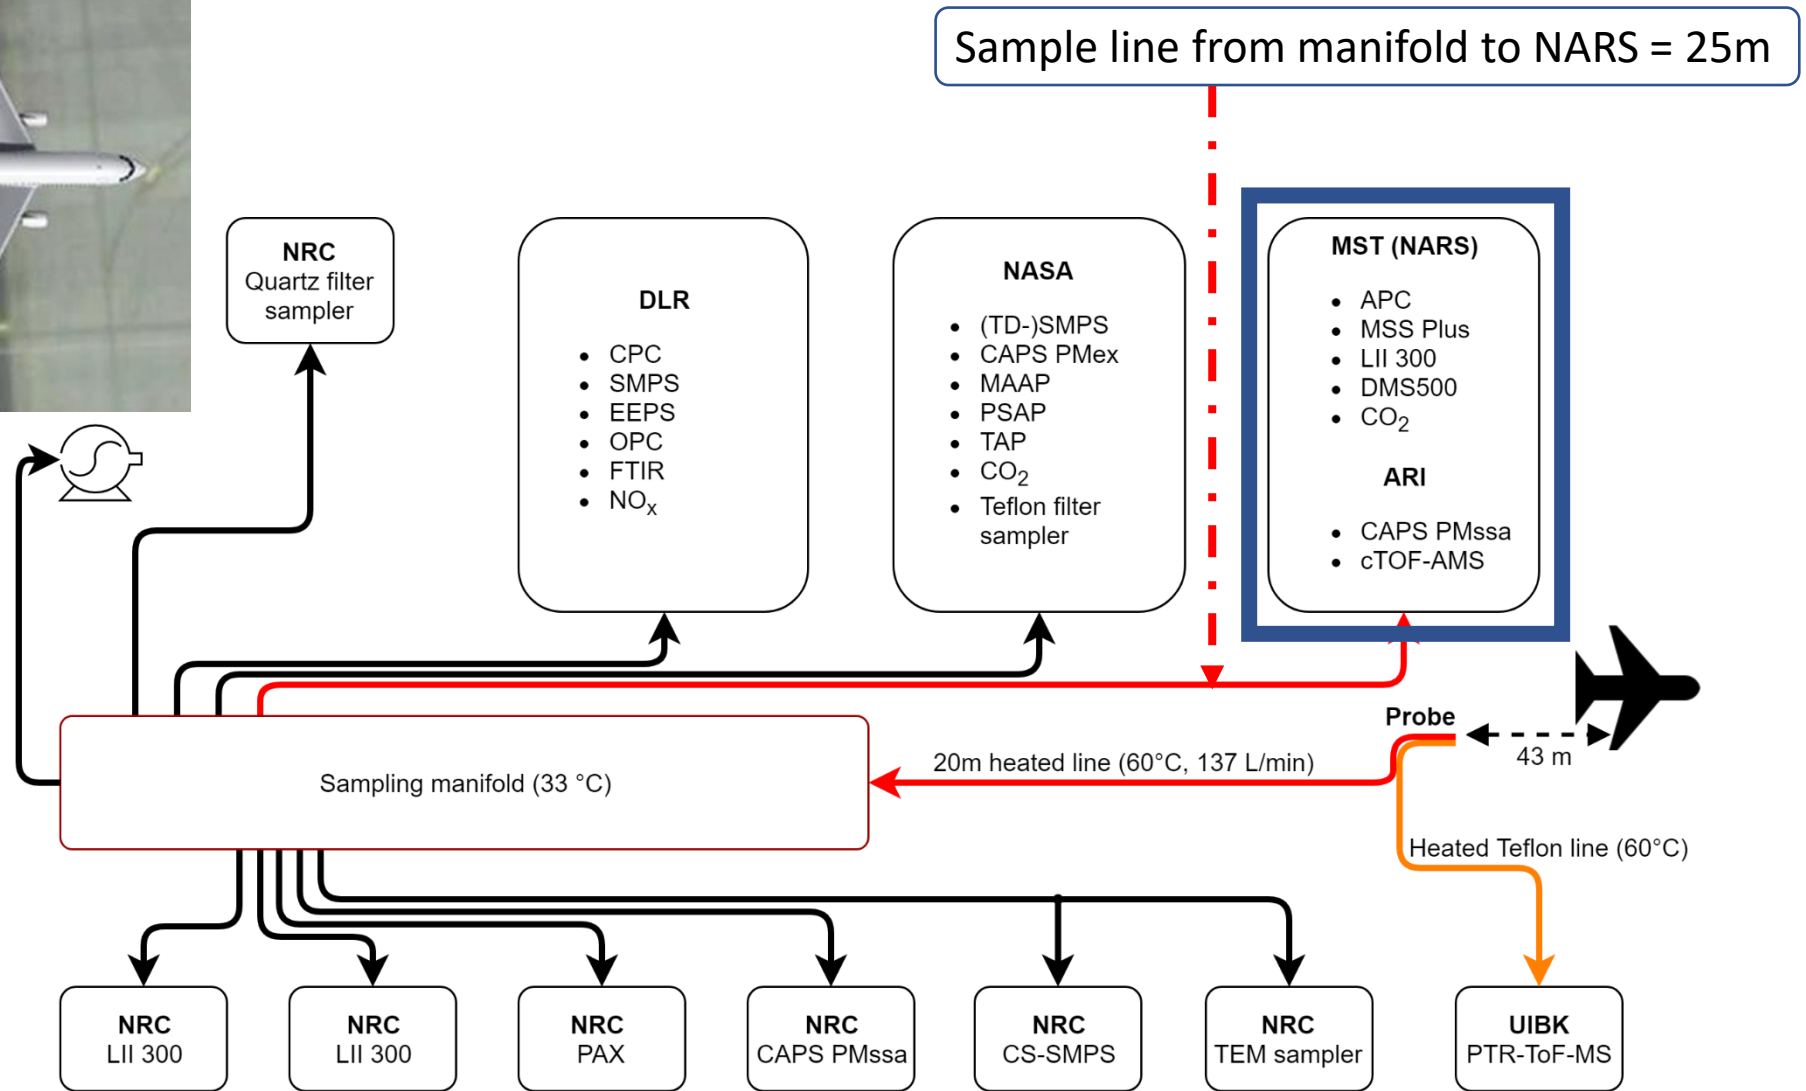 Sample line from manifold to NARS = 25m
NRC
Quartz filter
sampler
DLR
• CPC
• SMPS
• EEPS
• OPC
• FTIR
• NOx
NASA
• (TD-)SMPS
• CAPS PMex
• MAAP
• PSAP
• TAP
• CO2
• Teflon filter
sampler
MST (NARS)
• APC
• MSS Plus
• LII 300
• DMS500
• CO2
ARI
• CAPS PMssa
• cTOF-AMS
Probe
43 m
20m heated line (60°C, 137 L/min)
Sampling manifold (33 °C)
Heated Teflon line (60°C)
NRC
LII 300
NRC
LII 300
NRC
PAX
NRC
CAPS PMssa
NRC
CS-SMPS
NRC
TEM sampler
UIBK
PTR-ToF-MS